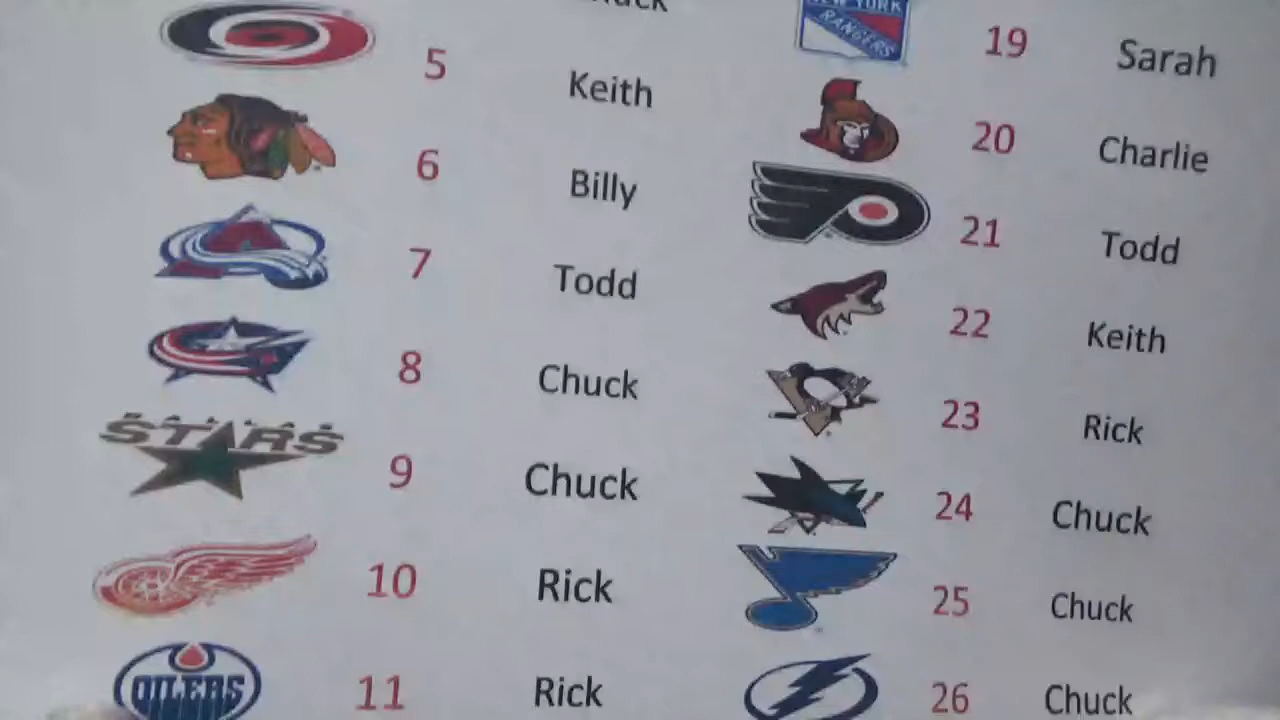 5 Keith
6 Billy
7 Todd
8 Chuck
STARS
9 Chuck
10 Rick
OILERS
11 Rick
NEW YORK
RANGERS
19 Sarah
20 Charlie
21 Todd
22 Keith
23 Rick
24 Chuck
25 Chuck
26 Chuck